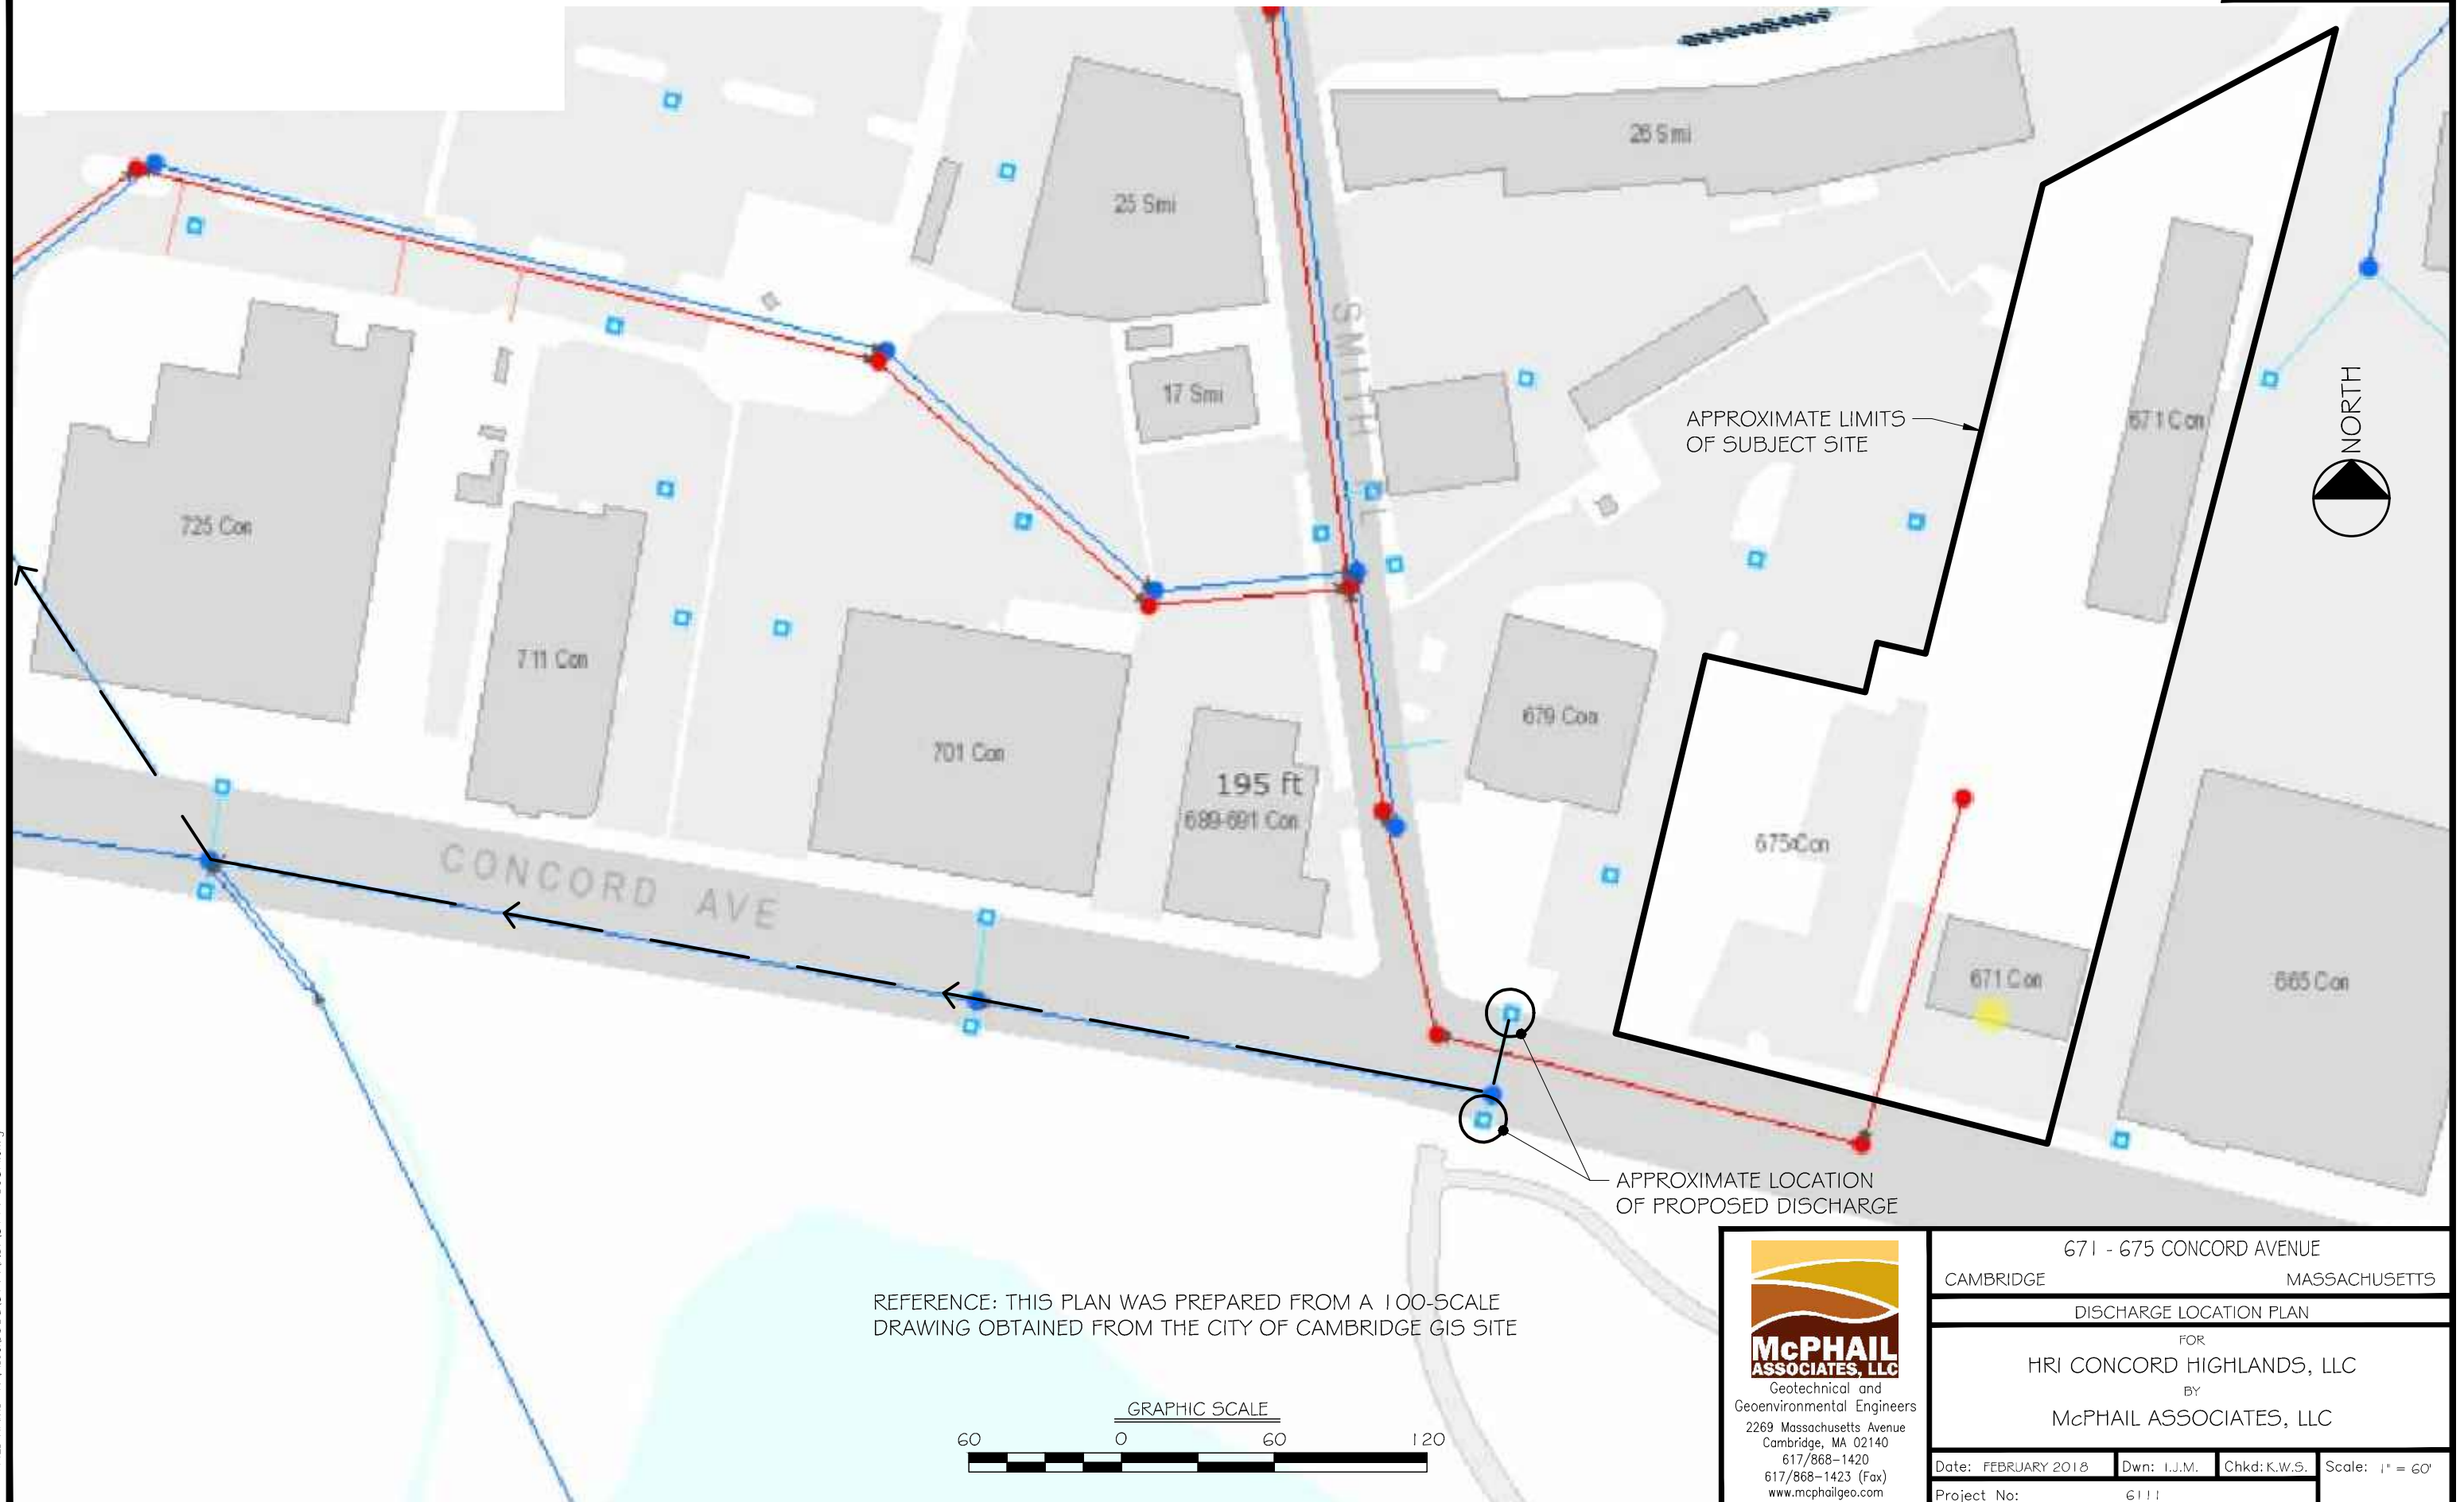 26 Smi
25 Smi
SMITH PL
17 Smi
APPROXIMATE LIMITS
OF SUBJECT SITE
671 Con
NORTH
725 Con
711 Con
701 Con
195 ft
689-691 Con
679 Con
675 Con
671 Con
665 Con
CONCORD AVE
APPROXIMATE LOCATION
OF PROPOSED DISCHARGE
REFERENCE: THIS PLAN WAS PREPARED FROM A 100-SCALE
DRAWING OBTAINED FROM THE CITY OF CAMBRIDGE GIS SITE
GRAPHIC SCALE
60 0 60 120
McPHAIL
ASSOCIATES, LLC
Geotechnical and
Geoenvironmental Engineers
2269 Massachusetts Avenue
Cambridge, MA 02140
617/868-1420
617/868-1423 (Fax)
www.mcphailgeo.com
671 - 675 CONCORD AVENUE
CAMBRIDGE MASSACHUSETTS
DISCHARGE LOCATION PLAN
FOR
HRI CONCORD HIGHLANDS, LLC
BY
McPHAIL ASSOCIATES, LLC
Date: FEBRUARY 2018 Dwn: I.J.M. Chkd: K.W.S. Scale: 1" = 60'
Project No: 6111